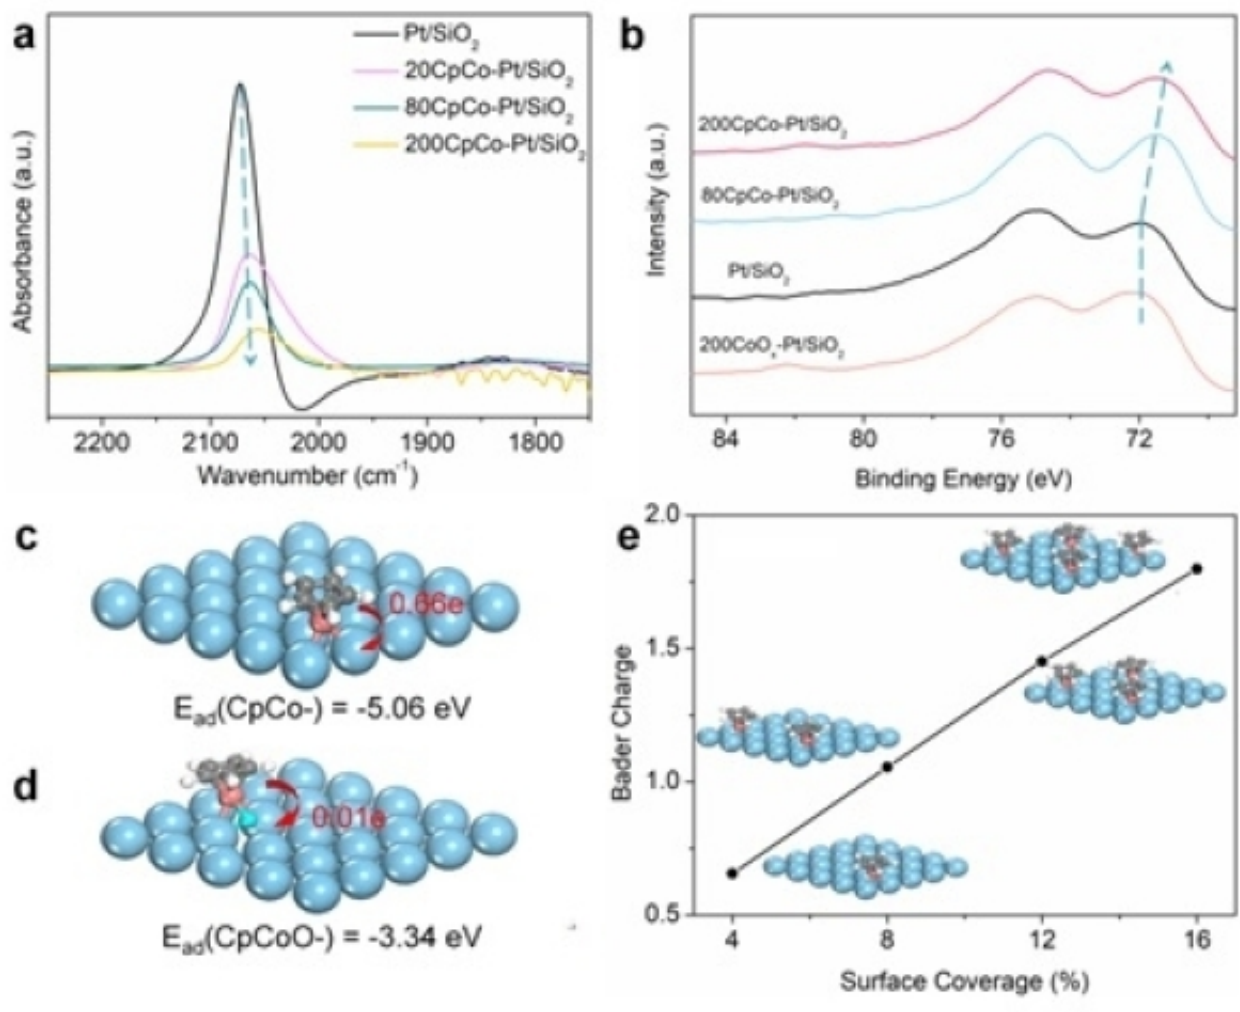 a
Pt/SiO₂
20CpCo-Pt/SiO₂
80CpCo-Pt/SiO₂
200CpCo-Pt/SiO₂
Absorbance (a.u.)
2200 2100 2000 1900 1800
Wavenumber (cm⁻¹)
b
200CpCo-Pt/SiO₂
80CpCo-Pt/SiO₂
Pt/SiO₂
200CoOₓ-Pt/SiO₂
Intensity (a.u.)
84 80 76 72
Binding Energy (eV)
c
0.66e
Eₐd(CpCo-) = -5.06 eV
d
0.01e
Eₐd(CpCoO-) = -3.34 eV
e
2.0
1.5
1.0
0.5
Bader Charge
4 8 12 16
Surface Coverage (%)